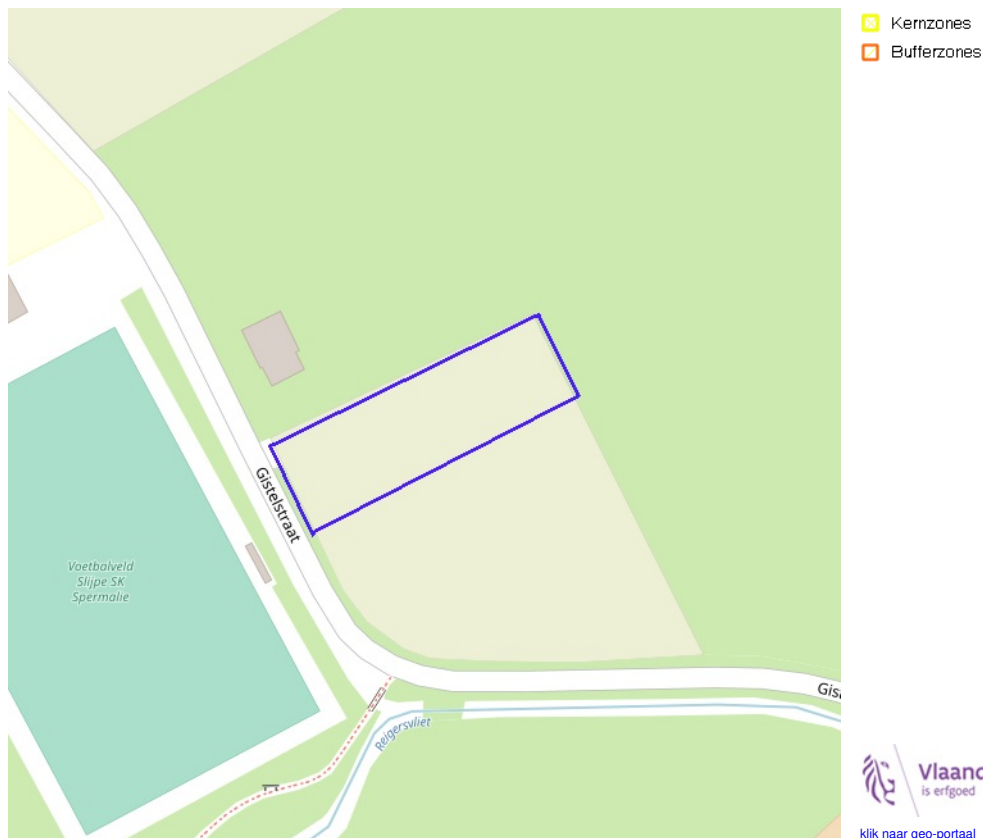 Kernzones
Bufferzones
Gistelstraat
Voetbalveld
Slijpe SK
Spermalie
Reigersvliet
Gis
Vlaand
is erfgoed
klik naar geo-portaal